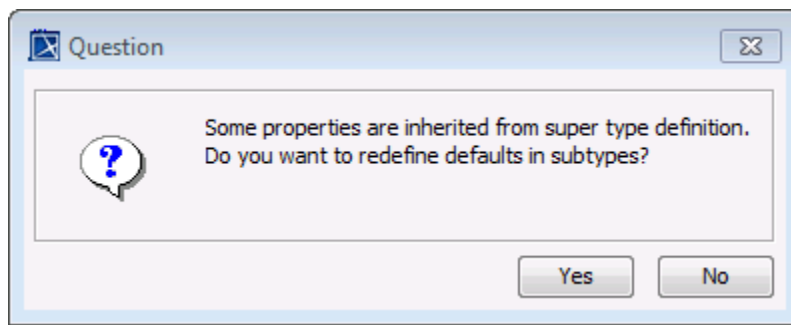 Question
Some properties are inherited from super type definition.
Do you want to redefine defaults in subtypes?
Yes No